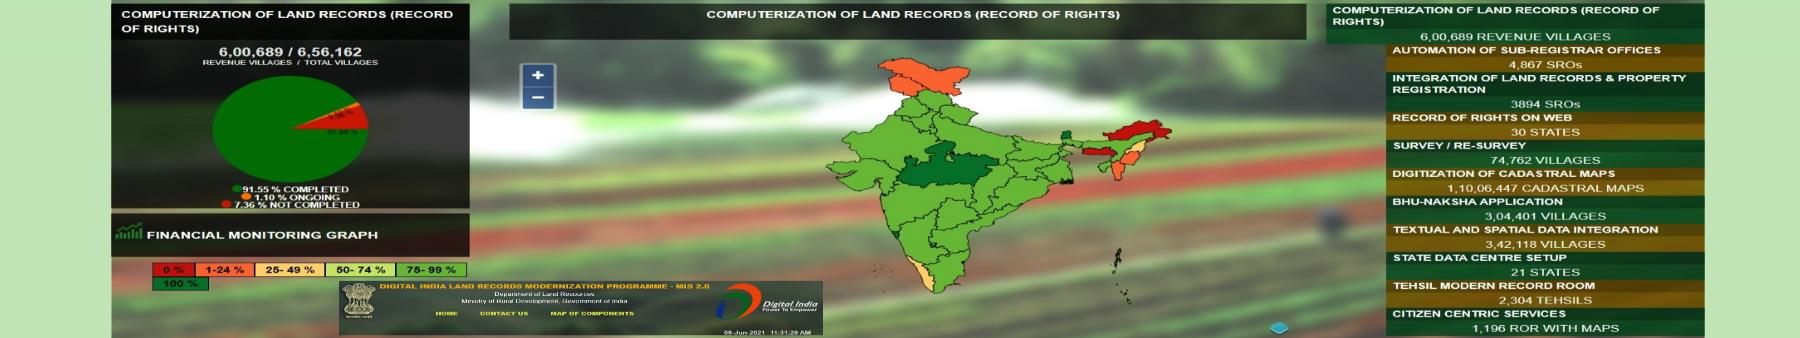 COMPUTERIZATION OF LAND RECORDS (RECORD
OF RIGHTS)
6,00,689 / 6,56,162
REVENUE VILLAGES / TOTAL VILLAGES
7.36 %
91.55 %
91.55 % COMPLETED
1.10 % ONGOING
7.36 % NOT COMPLETED
FINANCIAL MONITORING GRAPH
0 % 1-24 % 25- 49 % 50- 74 % 75- 99 %
100 %
COMPUTERIZATION OF LAND RECORDS (RECORD OF RIGHTS)
+
−
DIGITAL INDIA LAND RECORDS MODERNIZATION PROGRAMME - MIS 2.0
Department of Land Resources
Ministry of Rural Development, Government of India
HOME CONTACT US MAP OF COMPONENTS
Digital India
Power To Empower
08-Jun-2021 11:31:26 AM
COMPUTERIZATION OF LAND RECORDS (RECORD OF
RIGHTS)
6,00,689 REVENUE VILLAGES
AUTOMATION OF SUB-REGISTRAR OFFICES
4,867 SROs
INTEGRATION OF LAND RECORDS & PROPERTY
REGISTRATION
3894 SROs
RECORD OF RIGHTS ON WEB
30 STATES
SURVEY / RE-SURVEY
74,762 VILLAGES
DIGITIZATION OF CADASTRAL MAPS
1,10,06,447 CADASTRAL MAPS
BHU-NAKSHA APPLICATION
3,04,401 VILLAGES
TEXTUAL AND SPATIAL DATA INTEGRATION
3,42,118 VILLAGES
STATE DATA CENTRE SETUP
21 STATES
TEHSIL MODERN RECORD ROOM
2,304 TEHSILS
CITIZEN CENTRIC SERVICES
1,196 ROR WITH MAPS